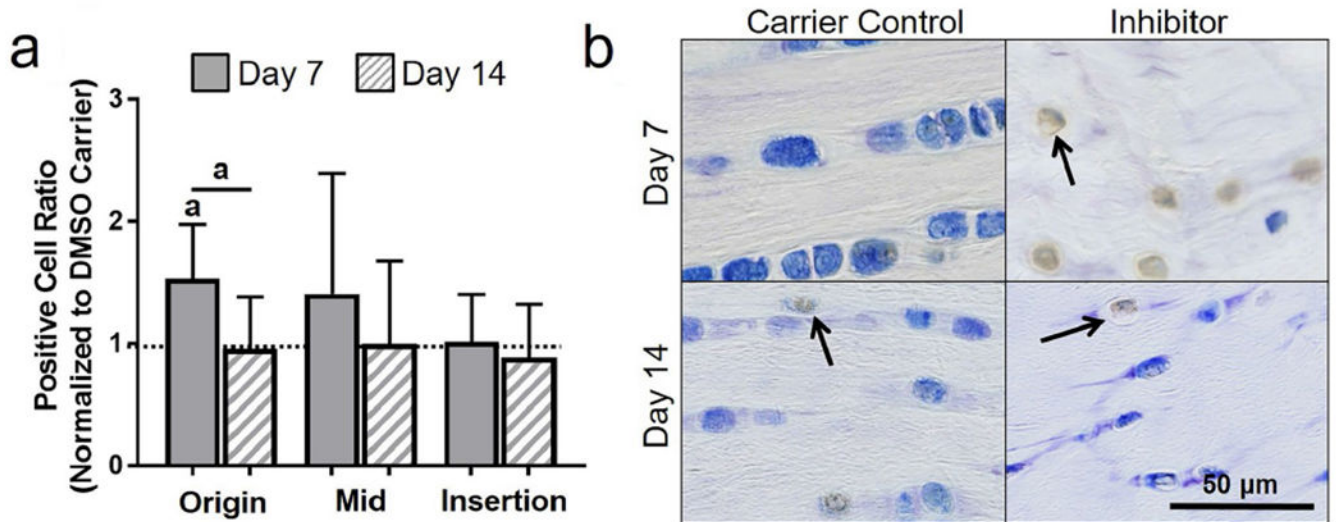 a
Day 7
Day 14
Positive Cell Ratio
(Normalized to DMSO Carrier)
3
2
1
0
a
a
Origin
Mid
Insertion
b
Carrier Control
Inhibitor
Day 7
Day 14
50 µm